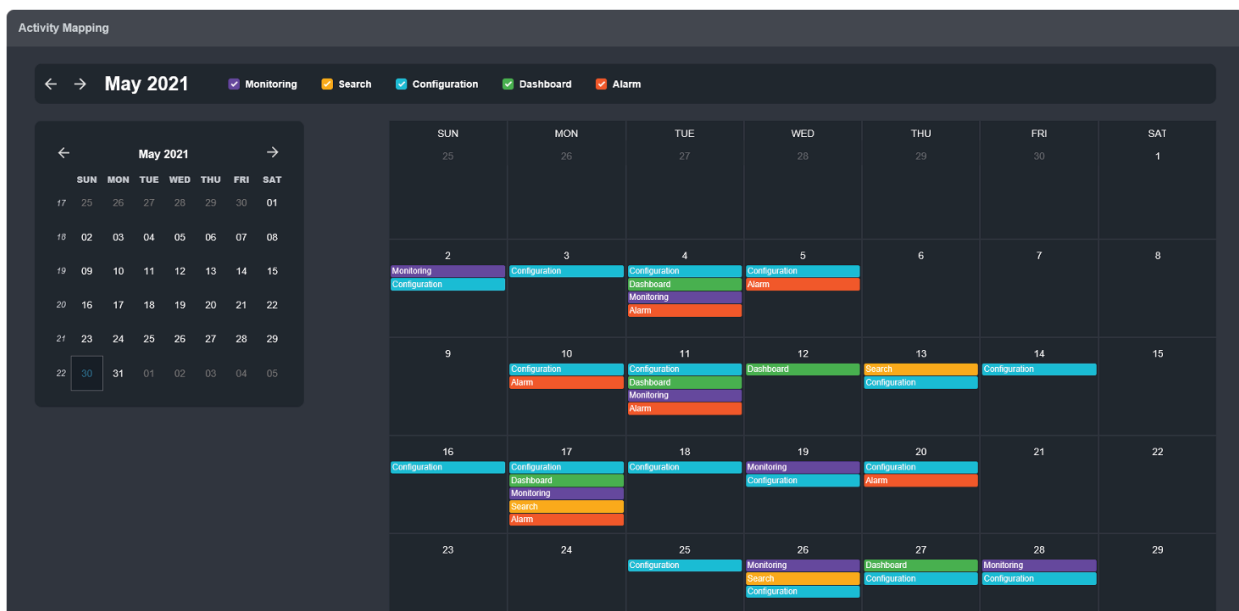 Activity Mapping
May 2021 Monitoring Search Configuration Dashboard Alarm
May 2021
SUN MON TUE WED THU FRI SAT
17 25 26 27 28 29 30 01
18 02 03 04 05 06 07 08
19 09 10 11 12 13 14 15
20 16 17 18 19 20 21 22
21 23 24 25 26 27 28 29
22 30 31 01 02 03 04 05
SUN MON TUE WED THU FRI SAT
25 26 27 28 29 30 1
2 3 4 5 6 7 8
Monitoring Configuration Configuration Configuration
Configuration Dashboard Alarm
Monitoring
Alarm
9 10 11 12 13 14 15
Configuration Configuration Dashboard Search Configuration
Alarm Dashboard Configuration
Monitoring
Alarm
16 17 18 19 20 21 22
Configuration Configuration Configuration Monitoring Configuration
Dashboard Configuration Alarm
Monitoring
Search
Alarm
23 24 25 26 27 28 29
Configuration Monitoring Dashboard Monitoring
Search Configuration Configuration
Configuration